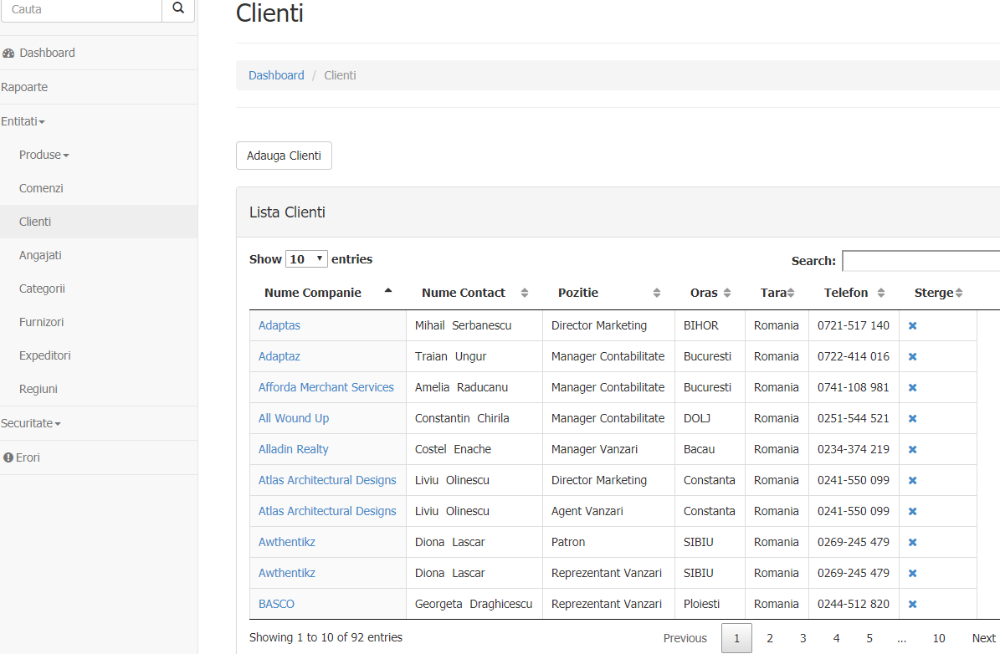 Cauta
Dashboard
Rapoarte
Entitati
Produse
Comenzi
Clienti
Angajati
Categorii
Furnizori
Expeditori
Regiuni
Securitate
Erori
Clienti
Dashboard / Clienti
Adauga Clienti
Lista Clienti
Show 10 entries Search:
Nume Companie Nume Contact Pozitie Oras Tara Telefon Sterge
Adaptas Mihail Serbanescu Director Marketing BIHOR Romania 0721-517 140
Adaptaz Traian Ungur Manager Contabilitate Bucuresti Romania 0722-414 016
Afforda Merchant Services Amelia Raducanu Manager Contabilitate Bucuresti Romania 0741-108 981
All Wound Up Constantin Chirila Manager Contabilitate DOLJ Romania 0251-544 521
Alladin Realty Costel Enache Manager Vanzari Bacau Romania 0234-374 219
Atlas Architectural Designs Liviu Olinescu Director Marketing Constanta Romania 0241-550 099
Atlas Architectural Designs Liviu Olinescu Agent Vanzari Constanta Romania 0241-550 099
Awthentikz Diona Lascar Patron SIBIU Romania 0269-245 479
Awthentikz Diona Lascar Reprezentant Vanzari SIBIU Romania 0269-245 479
BASCO Georgeta Draghicescu Reprezentant Vanzari Ploiesti Romania 0244-512 820
Showing 1 to 10 of 92 entries Previous 1 2 3 4 5 ... 10 Next